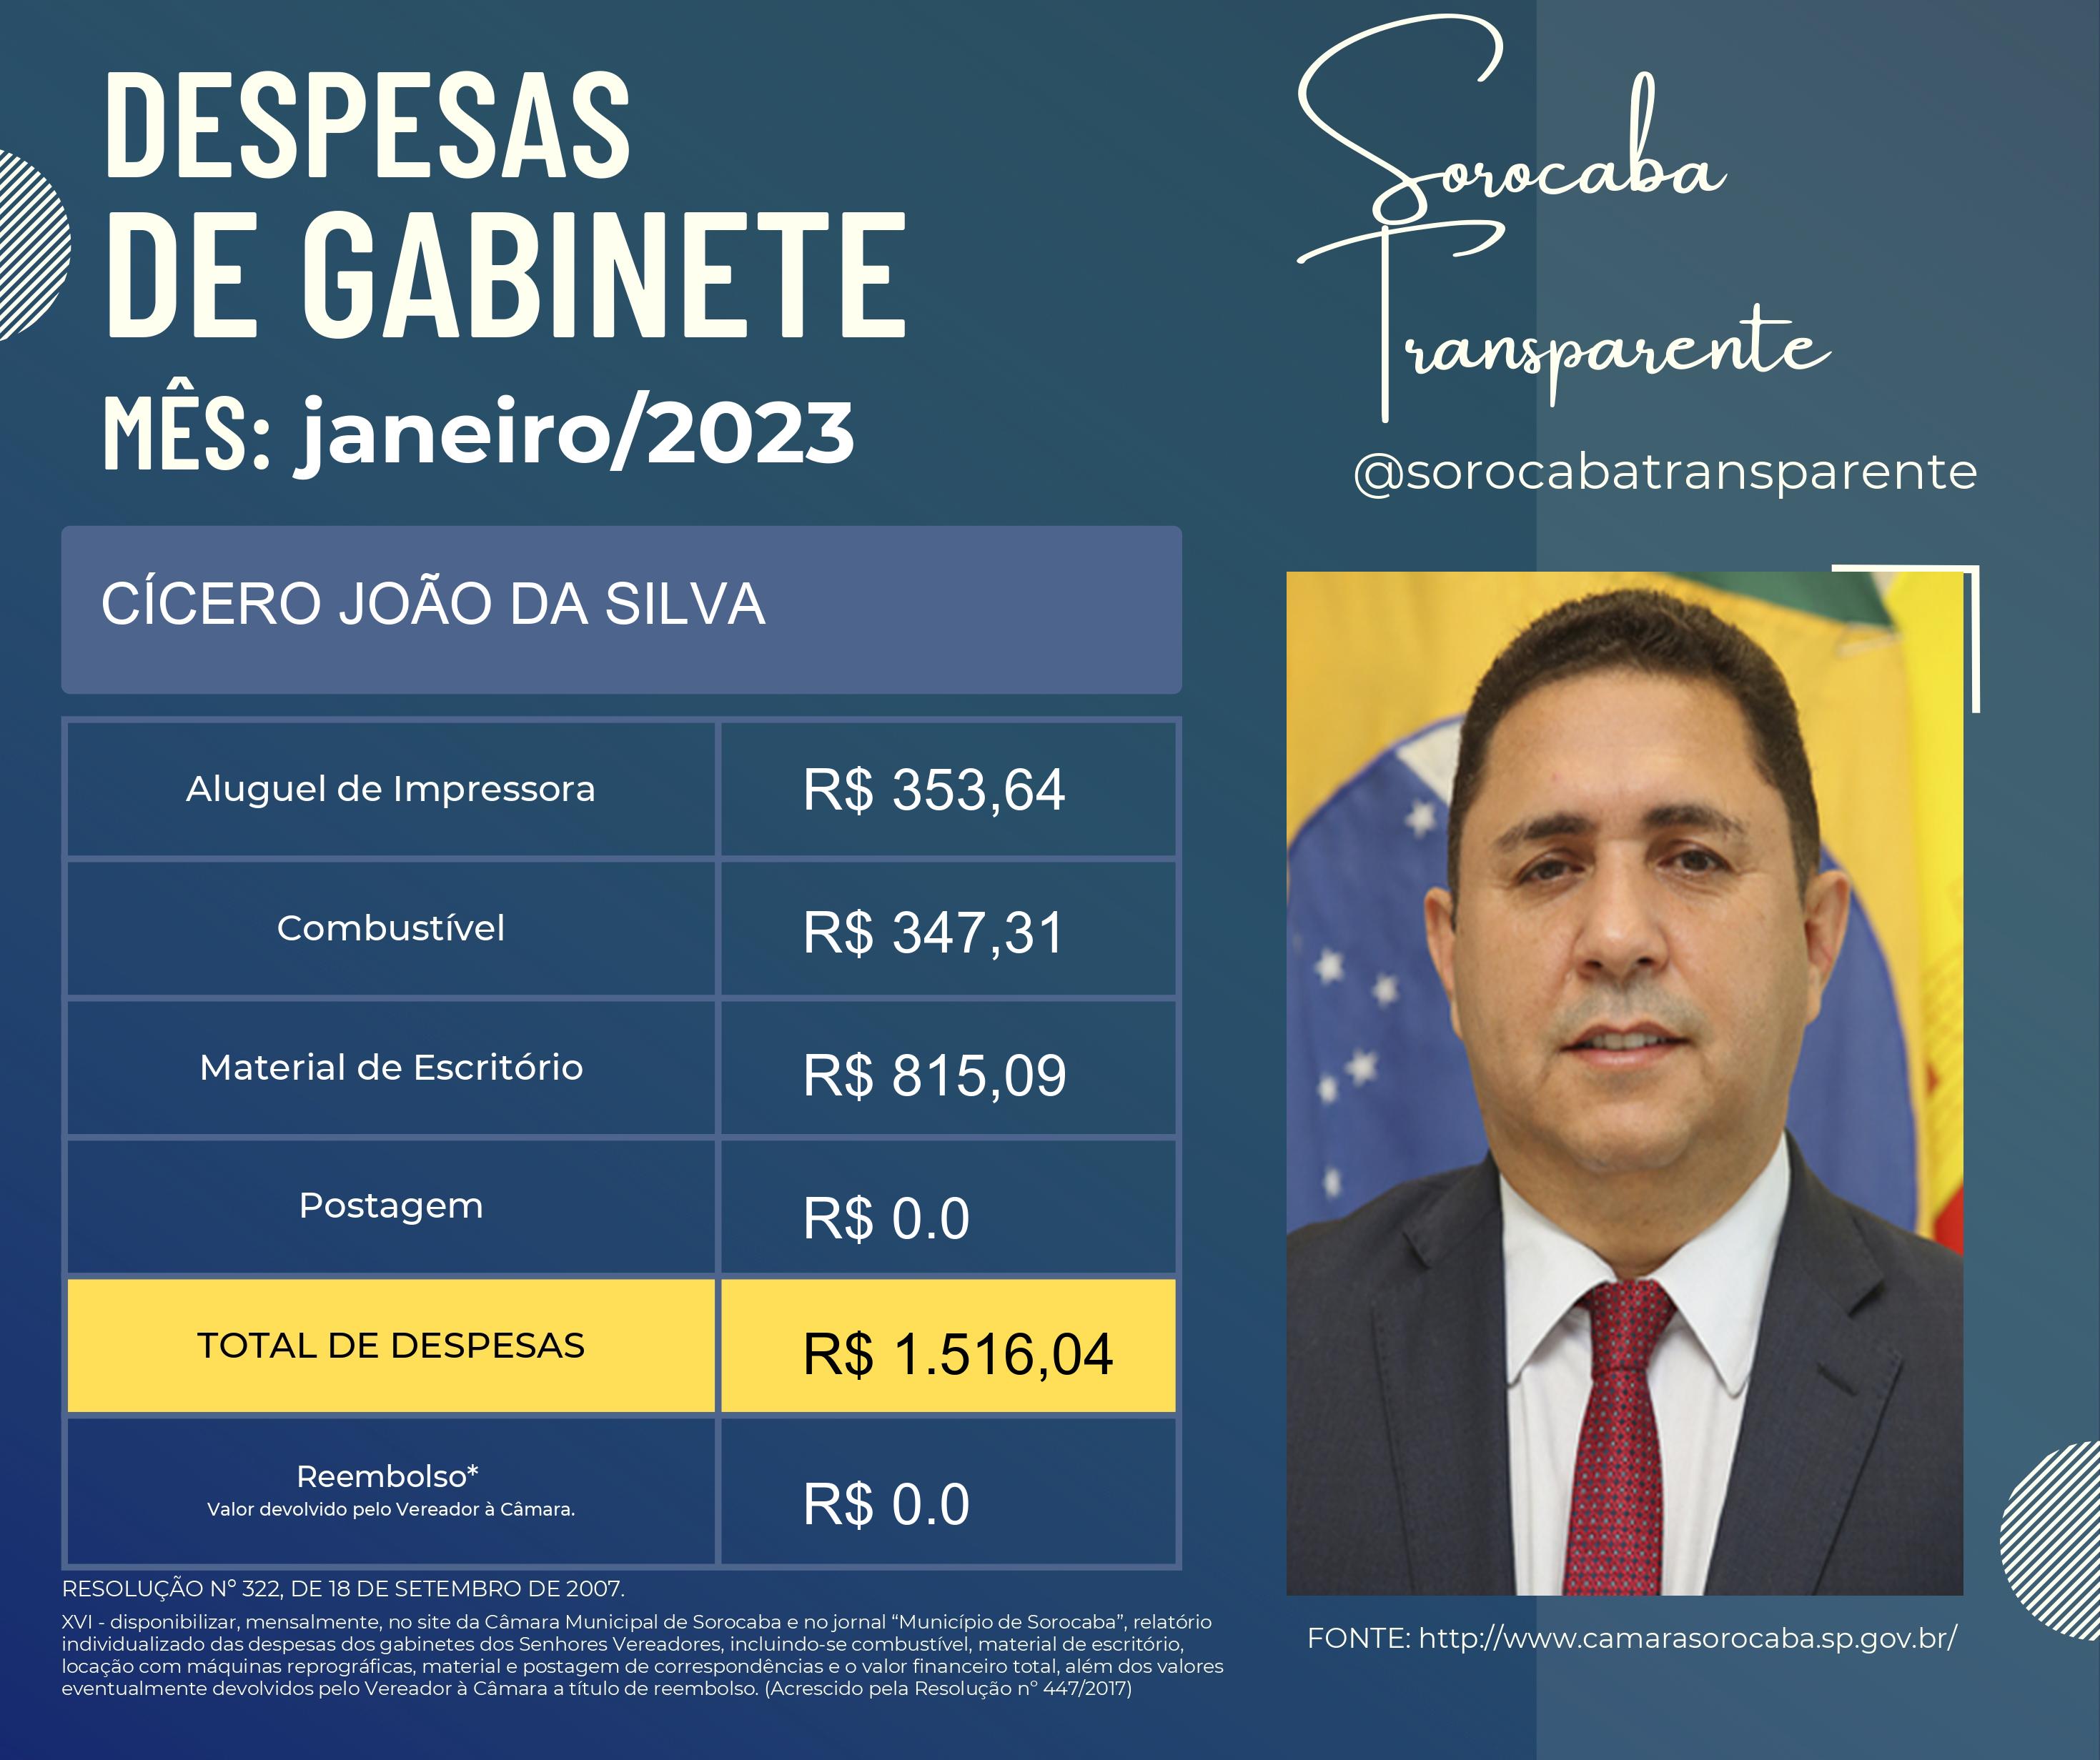 DESPESAS
DE GABINETE
MÊS: janeiro/2023
Sorocaba
Transparente
@sorocabatransparente
CÍCERO JOÃO DA SILVA
Aluguel de Impressora R$ 353,64
Combustível R$ 347,31
Material de Escritório R$ 815,09
Postagem R$ 0.0
TOTAL DE DESPESAS R$ 1.516,04
Reembolso* R$ 0.0
Valor devolvido pelo Vereador à Câmara.
RESOLUÇÃO Nº 322, DE 18 DE SETEMBRO DE 2007.
XVI - disponibilizar, mensalmente, no site da Câmara Municipal de Sorocaba e no jornal “Município de Sorocaba”, relatório
individualizado das despesas dos gabinetes dos Senhores Vereadores, incluindo-se combustível, material de escritório,
locação com máquinas reprográficas, material e postagem de correspondências e o valor financeiro total, além dos valores
eventualmente devolvidos pelo Vereador à Câmara a título de reembolso. (Acrescido pela Resolução nº 447/2017)
FONTE: http://www.camarasorocaba.sp.gov.br/